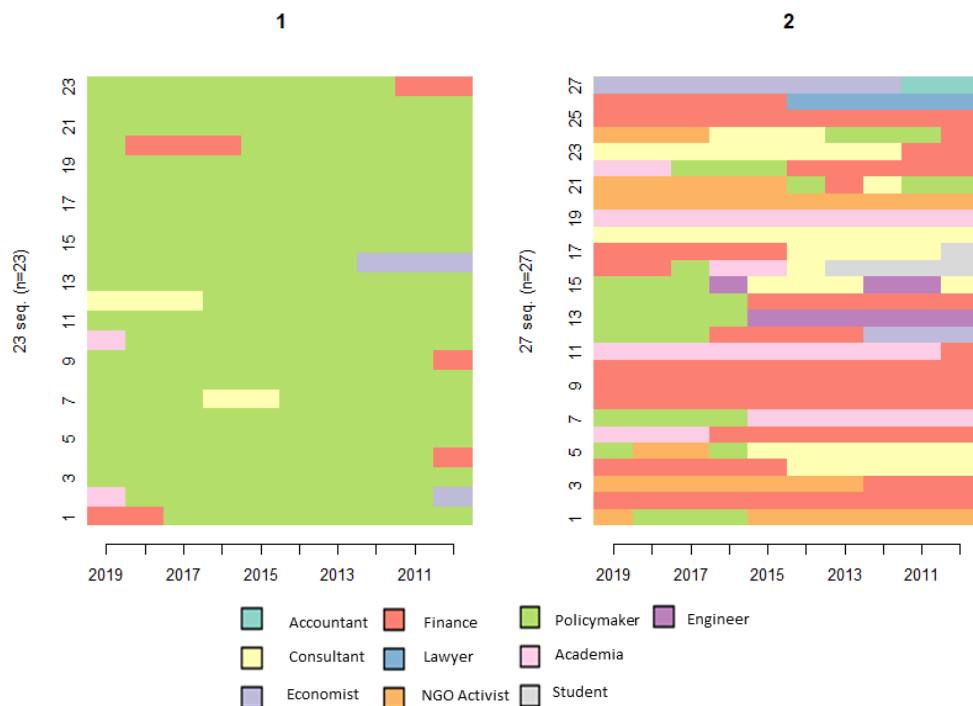 1
2
23 seq. (n=23)
1 3 5 7 9 11 13 15 17 19 21 23
27 seq. (n=27)
1 3 5 7 9 11 13 15 17 19 21 23 25 27
2019 2017 2015 2013 2011
2019 2017 2015 2013 2011
Accountant Finance Policymaker Engineer
Consultant Lawyer Academia
Economist NGO Activist Student